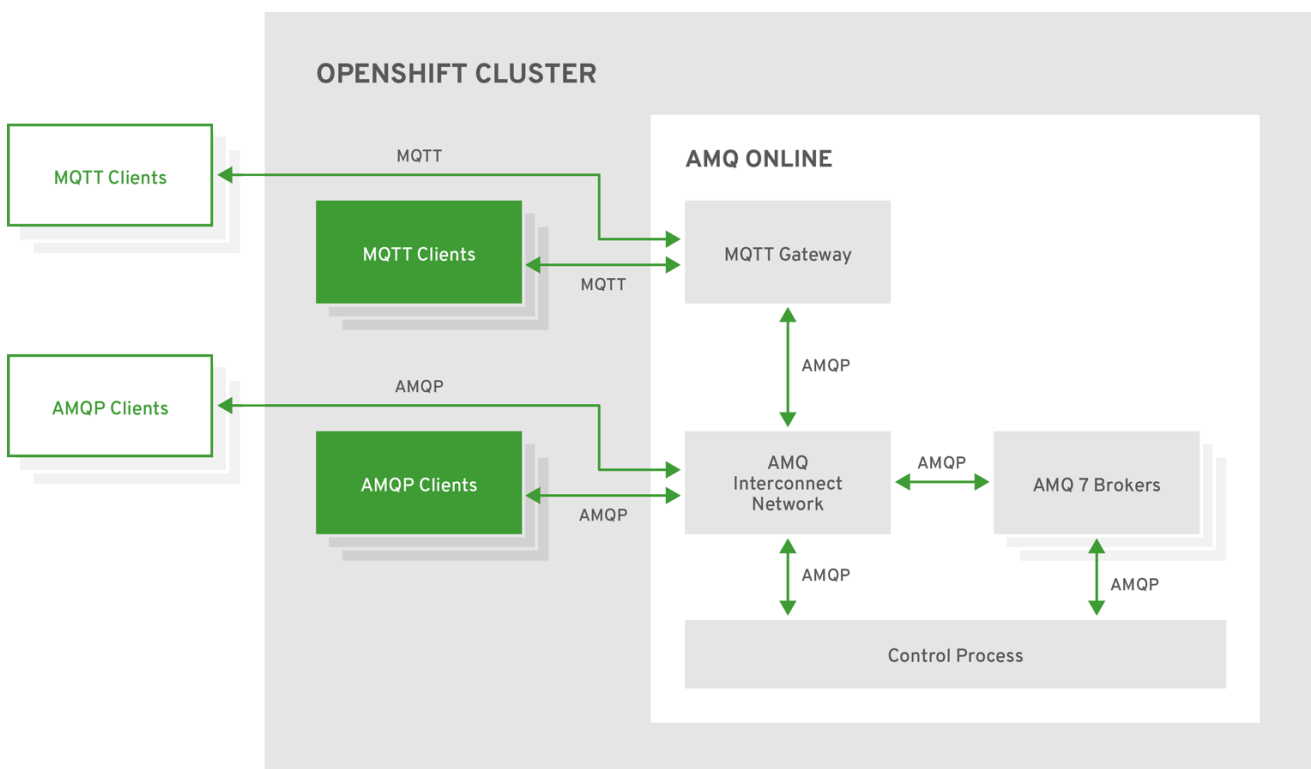 OPENSHIFT CLUSTER
MQTT Clients
MQTT
AMQ ONLINE
MQTT Clients
MQTT
MQTT Gateway
AMQP
AMQP Clients
AMQP
AMQP Clients
AMQP
AMQ
Interconnect
Network
AMQP
AMQ 7 Brokers
AMQP
AMQP
Control Process